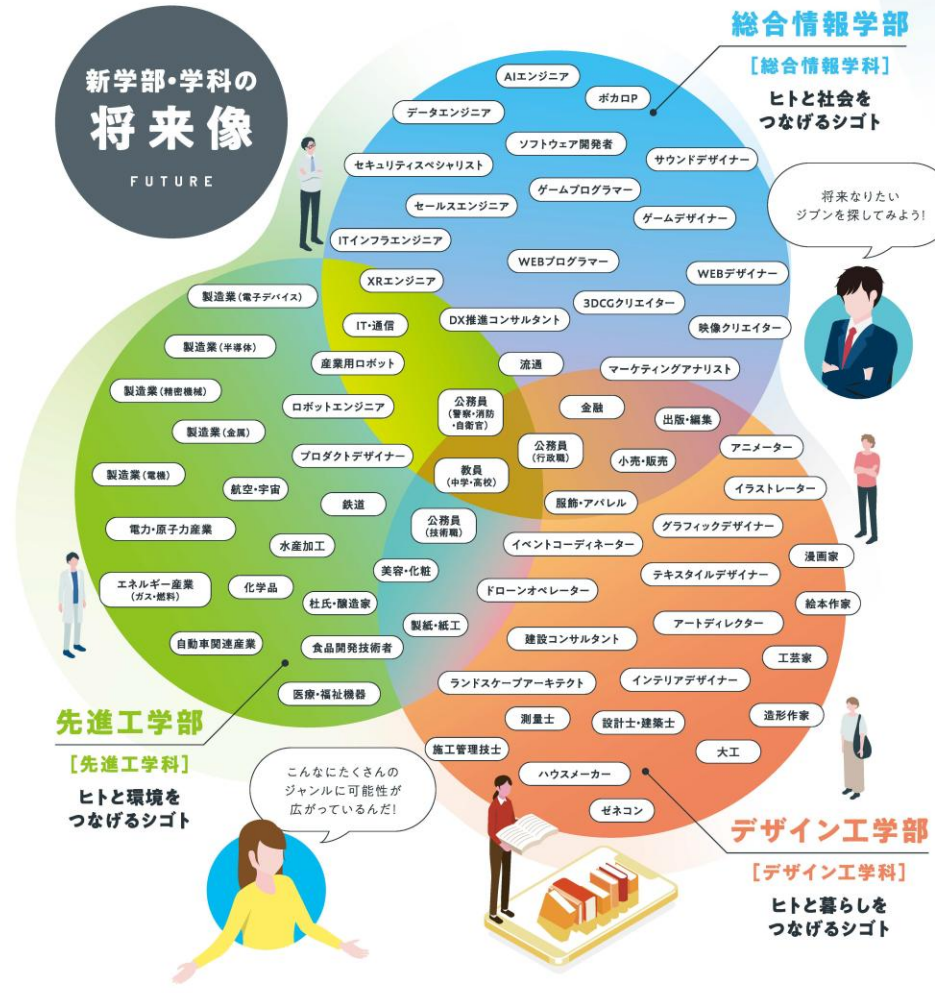 新学部・学科の
将来像
FUTURE
総合情報学部
[総合情報学科]
ヒトと社会を
つなげるシゴト
将来なりたい
ジブンを探してみよう!
AIエンジニア
ボカロP
データエンジニア
ソフトウェア開発者
サウンドデザイナー
セキュリティスペシャリスト
ゲームプログラマー
セールスエンジニア
ゲームデザイナー
ITインフラエンジニア
WEBプログラマー
WEBデザイナー
XRエンジニア
3DCGクリエイター
製造業(電子デバイス)
IT・通信
DX推進コンサルタント
映像クリエイター
製造業(半導体)
産業用ロボット
流通
マーケティングアナリスト
製造業(精密機械)
ロボットエンジニア
公務員
(警察・消防
・自衛官)
金融
出版・編集
製造業(金属)
プロダクトデザイナー
公務員
(行政職)
小売・販売
アニメーター
製造業(電機)
航空・宇宙
教員
(中学・高校)
イラストレーター
鉄道
服飾・アパレル
電力・原子力産業
公務員
(技術職)
グラフィックデザイナー
水産加工
イベントコーディネーター
漫画家
美容・化粧
テキスタイルデザイナー
エネルギー産業
(ガス・燃料)
化学品
ドローンオペレーター
絵本作家
杜氏・醸造家
製紙・紙工
アートディレクター
自動車関連産業
食品開発技術者
建設コンサルタント
工芸家
医療・福祉機器
ランドスケープアーキテクト
インテリアデザイナー
測量士
設計士・建築士
造形作家
施工管理技士
大工
ハウスメーカー
ゼネコン
先進工学部
[先進工学科]
ヒトと環境を
つなげるシゴト
こんなにたくさんの
ジャンルに可能性が
広がっているんだ!
デザイン工学部
[デザイン工学科]
ヒトと暮らしを
つなげるシゴト